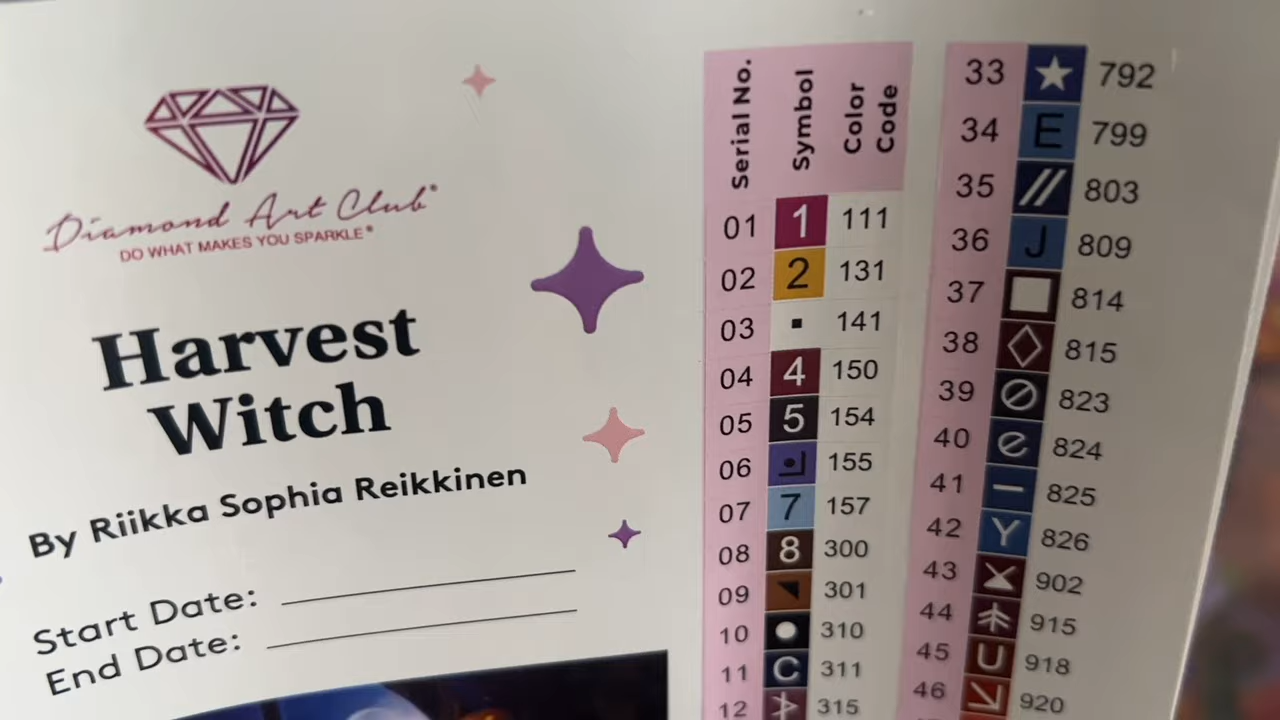 Diamond Art Club®
DO WHAT MAKES YOU SPARKLE®
Harvest
Witch
By Riikka Sophia Reikkinen
Start Date:
End Date:
Serial No. Symbol Color Code
01 1 111
02 2 131
03 ▪ 141
04 4 150
05 5 154
06 155
07 7 157
08 8 300
09 301
10 ● 310
11 C 311
12 315
33 ★ 792
34 E 799
35 // 803
36 J 809
37 □ 814
38 ◇ 815
39 ⊘ 823
40 e 824
41 − 825
42 Y 826
43 902
44 915
45 U 918
46 920